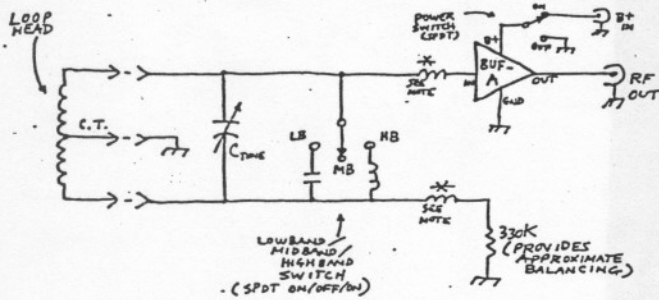 LOOP
HEAD
C.T.
C TUNE
LB
MB
HB
LOWBAND/
MIDBAND/
HIGHBAND
SWITCH
(SPDT ON/OFF/ON)
*
SEE
NOTE
*
SEE
NOTE
330K
(PROVIDES
APPROXIMATE
BALANCING)
POWER
SWITCH
(SPDT)
ON
OFF
B+
IN
B+
BUF-
A
IN
OUT
GND
RF
OUT